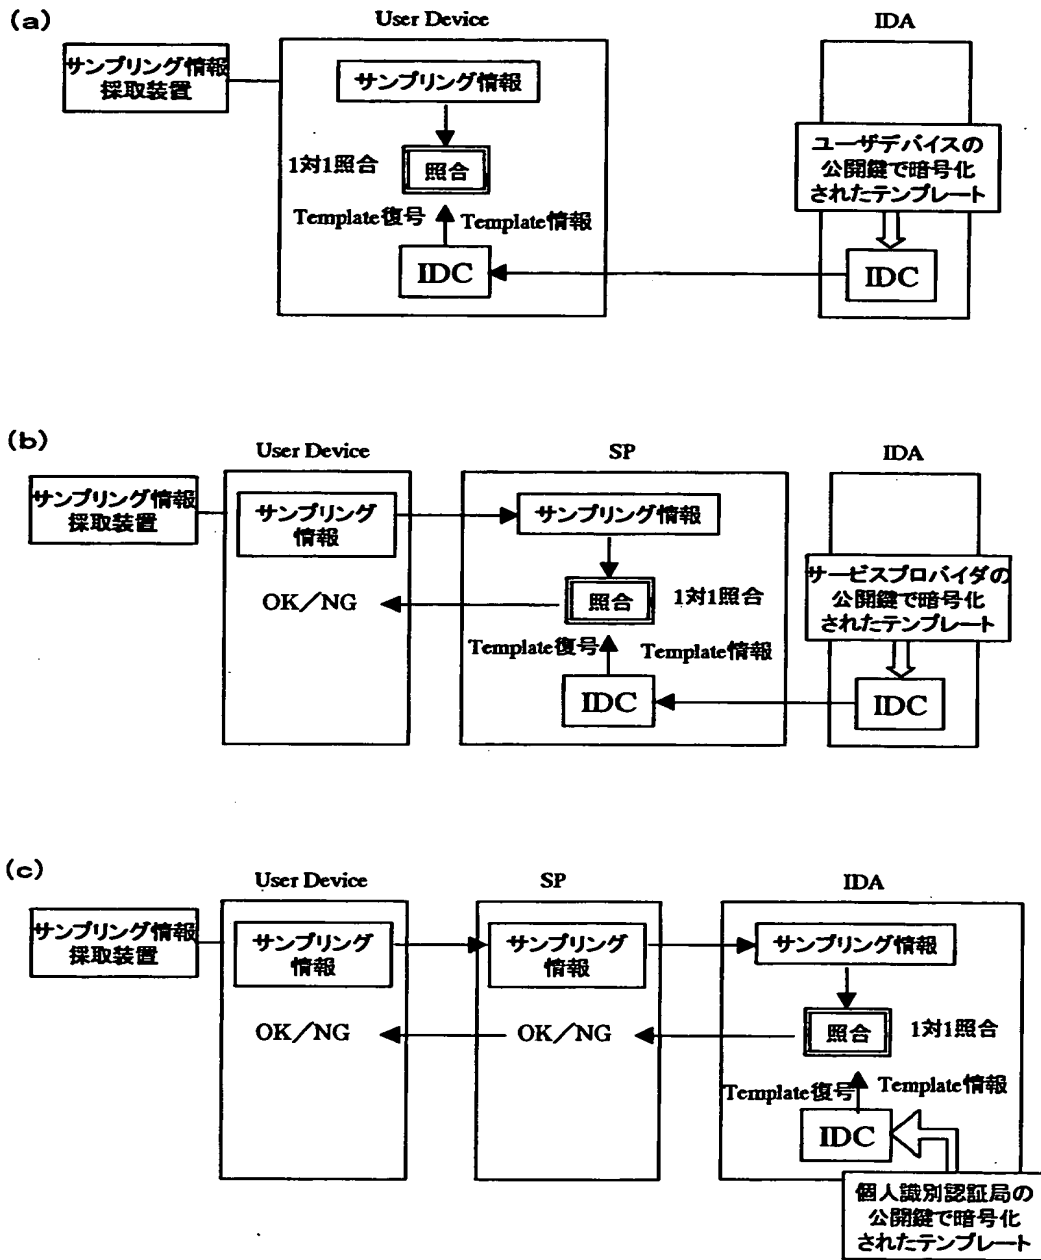 (a)
User Device
IDA
サンプリング情報
採取装置
サンプリング情報
1対1照合
照合
Template復号
Template情報
IDC
ユーザデバイスの
公開鍵で暗号化
されたテンプレート
IDC
(b)
User Device
SP
IDA
サンプリング情報
採取装置
サンプリング
情報
サンプリング情報
OK/NG
照合
1対1照合
Template復号
Template情報
IDC
サービスプロバイダの
公開鍵で暗号化
されたテンプレート
IDC
(c)
User Device
SP
IDA
サンプリング情報
採取装置
サンプリング
情報
サンプリング
情報
サンプリング情報
OK/NG
OK/NG
照合
1対1照合
Template復号
Template情報
IDC
個人識別認証局の
公開鍵で暗号化
されたテンプレート